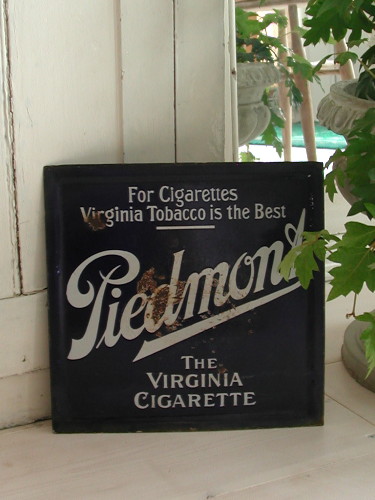 For Cigarettes
Virginia Tobacco is the Best
Piedmont
THE
VIRGINIA
CIGARETTE